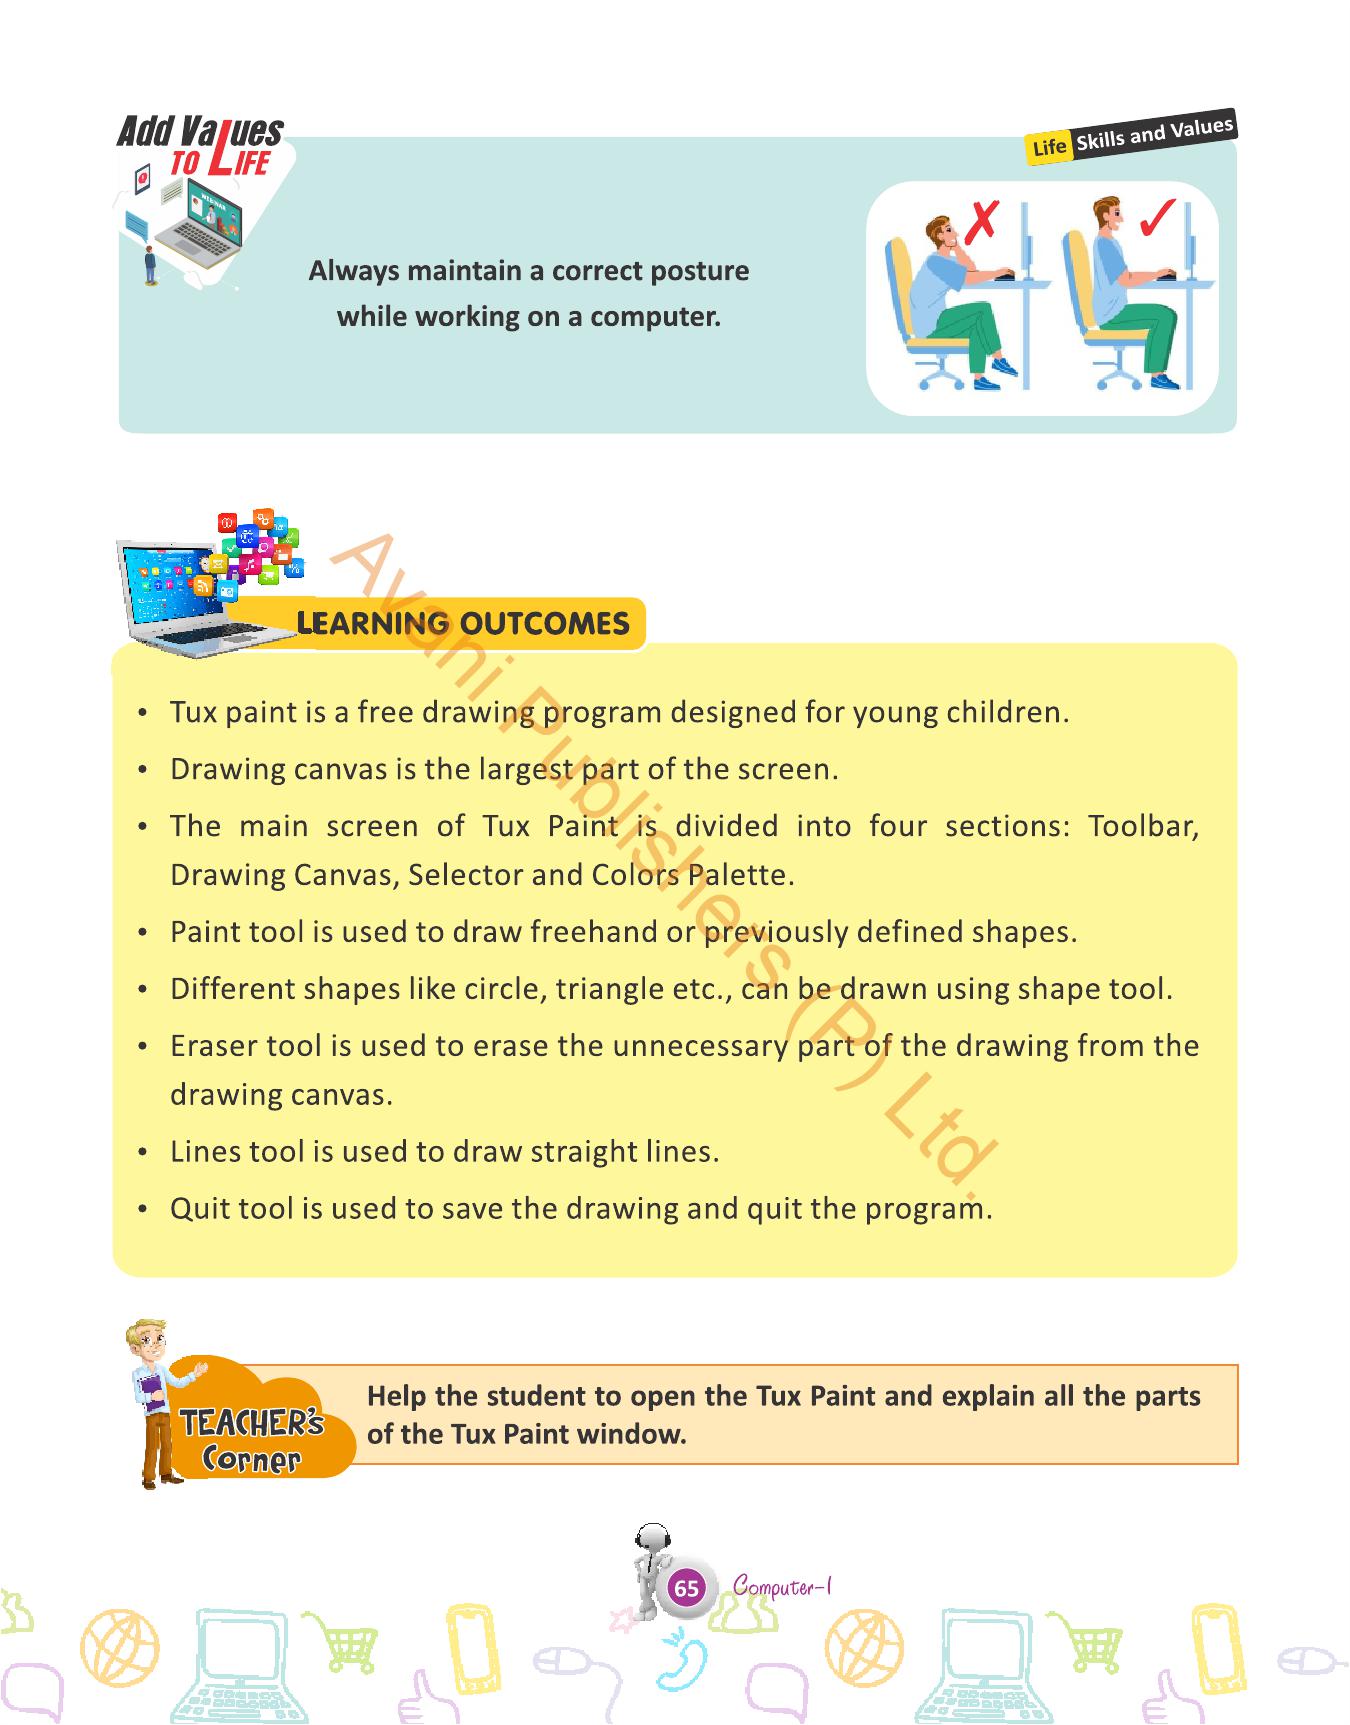 Add Values
TO LIFE
Life Skills and Values
WEBINAR
Always maintain a correct posture
while working on a computer.
LEARNING OUTCOMES
• Tux paint is a free drawing program designed for young children.
• Drawing canvas is the largest part of the screen.
• The main screen of Tux Paint is divided into four sections: Toolbar,
Drawing Canvas, Selector and Colors Palette.
• Paint tool is used to draw freehand or previously defined shapes.
• Different shapes like circle, triangle etc., can be drawn using shape tool.
• Eraser tool is used to erase the unnecessary part of the drawing from the
drawing canvas.
• Lines tool is used to draw straight lines.
• Quit tool is used to save the drawing and quit the program.
Avani Publishers (P) Ltd.
TEACHER's
Corner
Help the student to open the Tux Paint and explain all the parts
of the Tux Paint window.
65
Computer-1